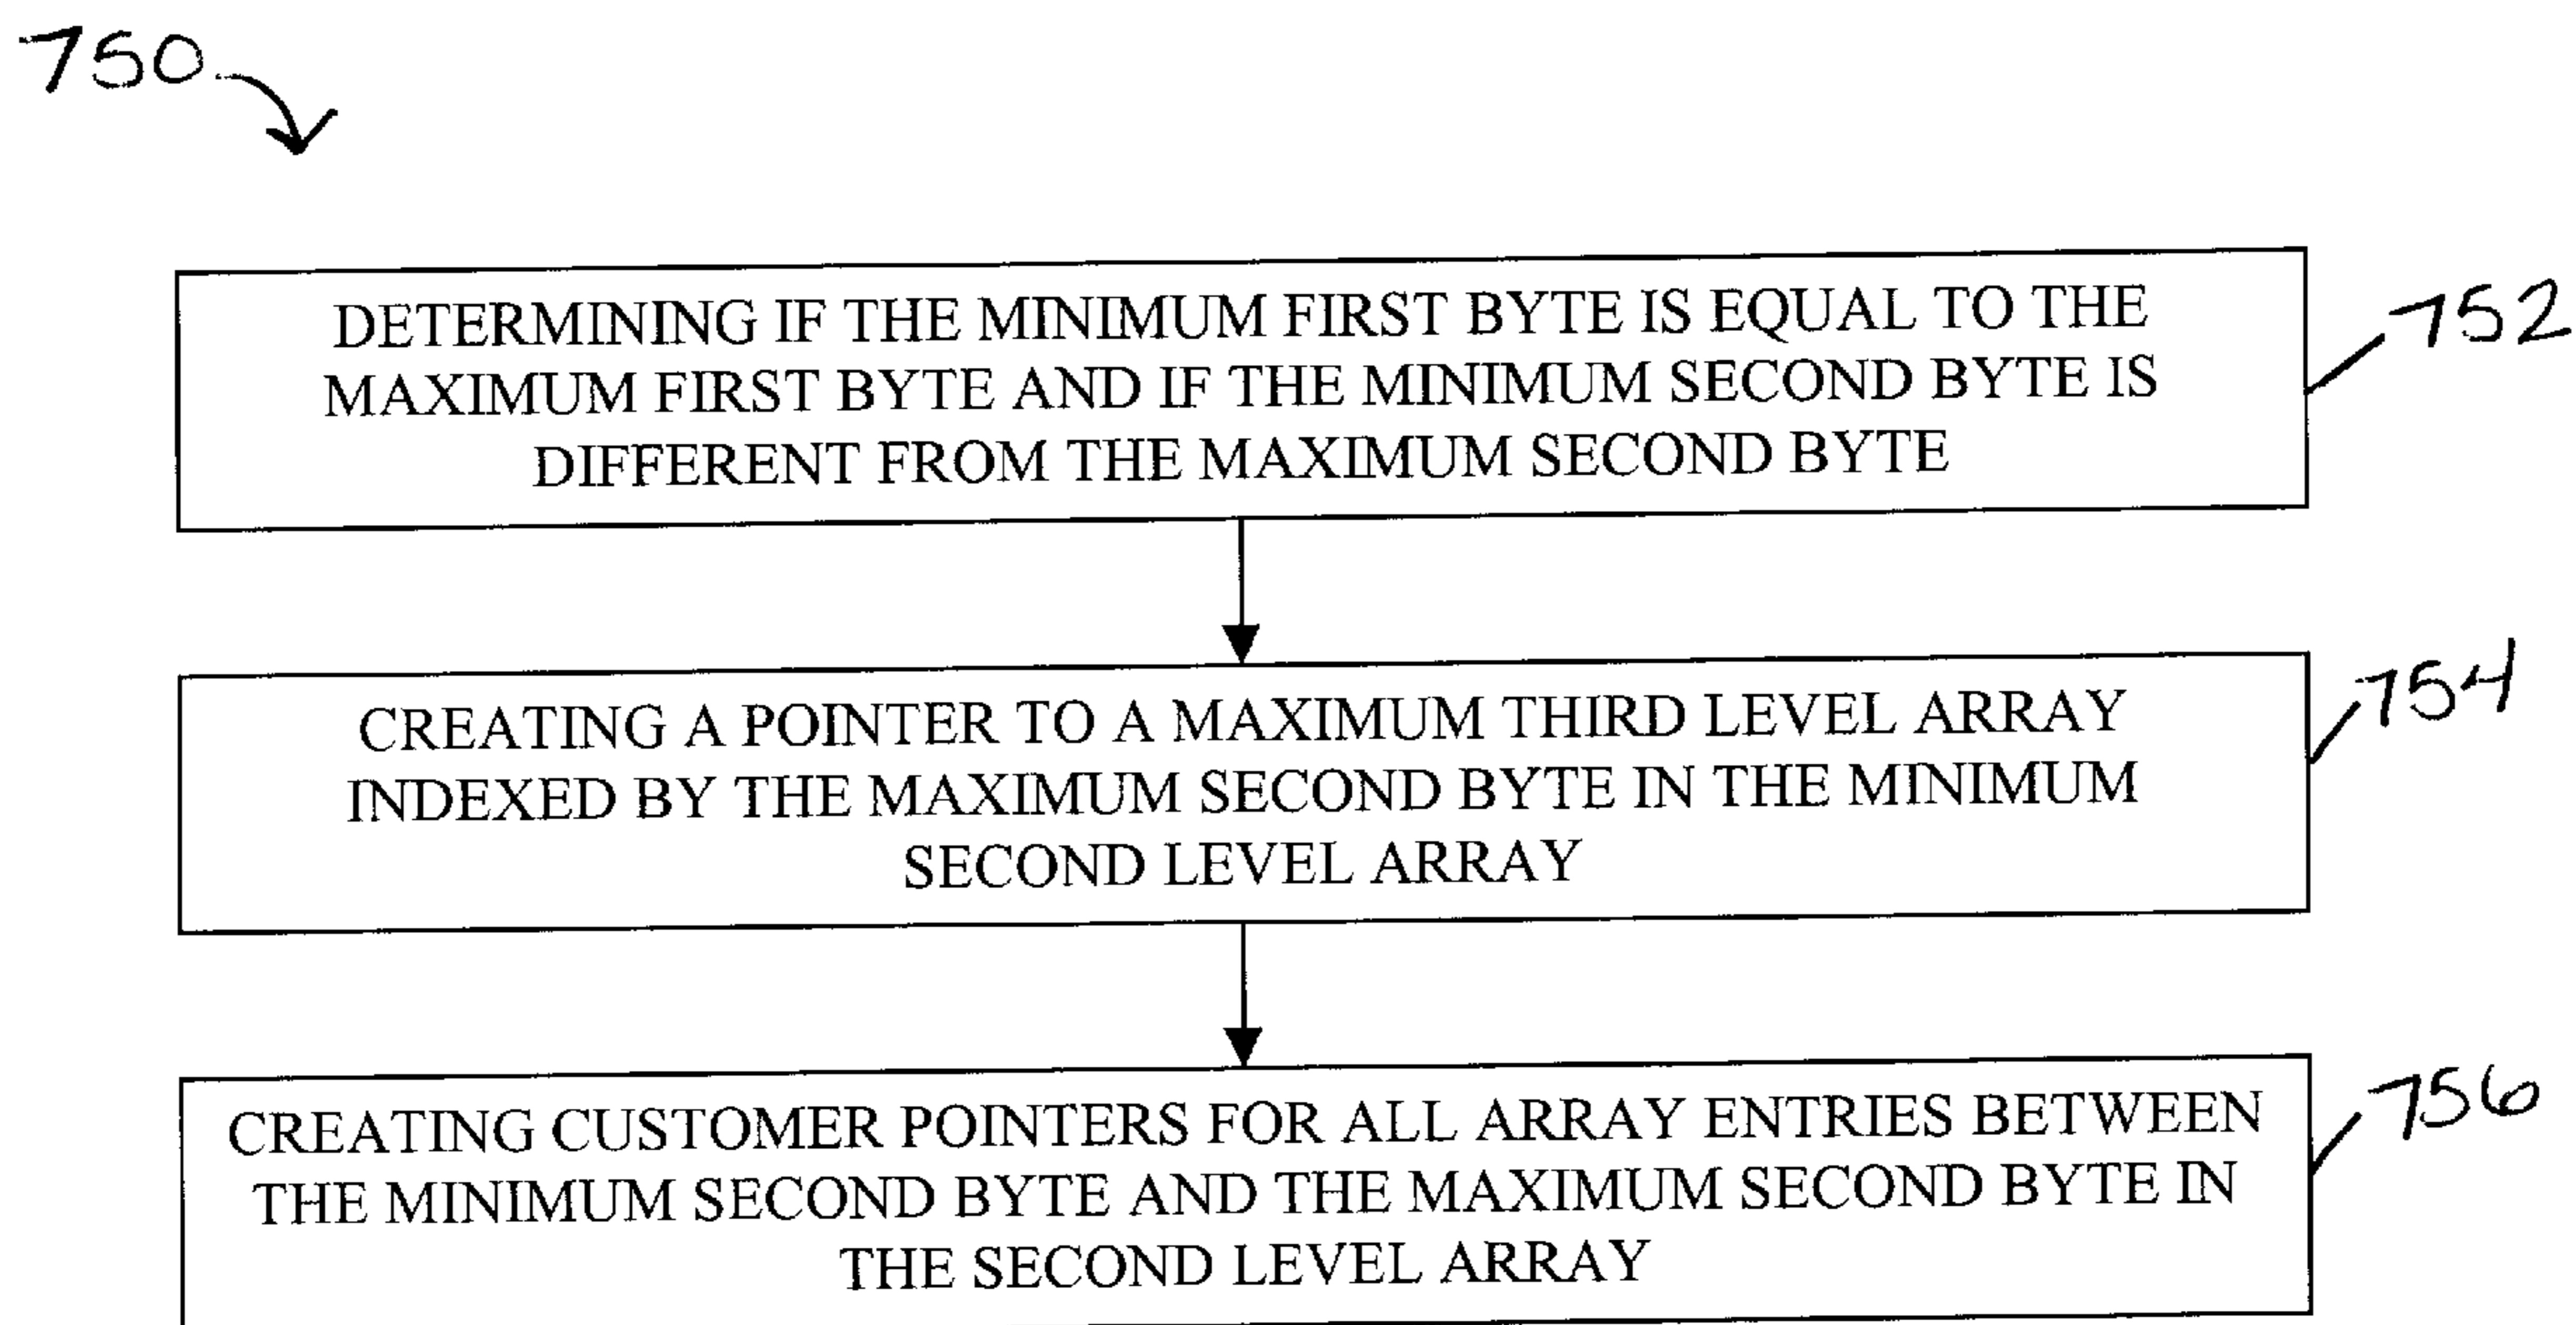 750
DETERMINING IF THE MINIMUM FIRST BYTE IS EQUAL TO THE
MAXIMUM FIRST BYTE AND IF THE MINIMUM SECOND BYTE IS
DIFFERENT FROM THE MAXIMUM SECOND BYTE
752
CREATING A POINTER TO A MAXIMUM THIRD LEVEL ARRAY
INDEXED BY THE MAXIMUM SECOND BYTE IN THE MINIMUM
SECOND LEVEL ARRAY
754
CREATING CUSTOMER POINTERS FOR ALL ARRAY ENTRIES BETWEEN
THE MINIMUM SECOND BYTE AND THE MAXIMUM SECOND BYTE IN
THE SECOND LEVEL ARRAY
756